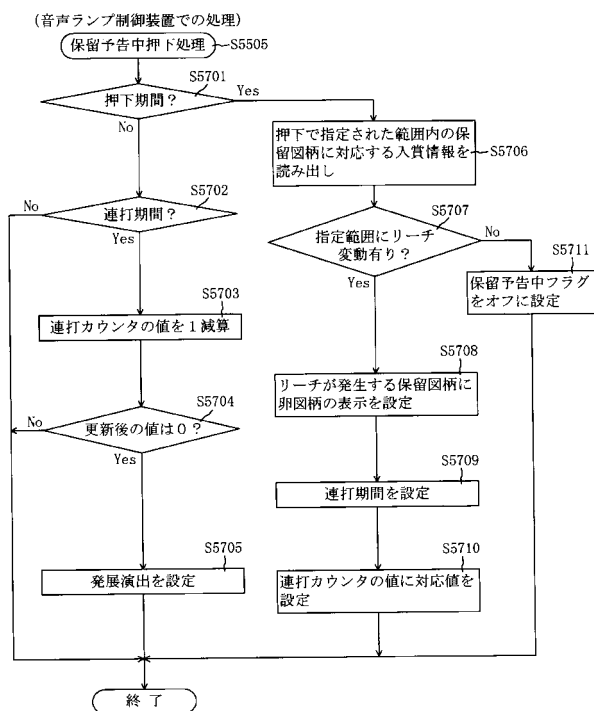 (音声ランプ制御装置での処理)
保留予告中押下処理
S5505
S5701
押下期間?
Yes
No
S5702
連打期間?
No
Yes
S5703
連打カウンタの値を1減算
S5704
更新後の値は0?
No
Yes
S5705
発展演出を設定
押下で指定された範囲内の保
留図柄に対応する入賞情報を
読み出し
S5706
S5707
指定範囲にリーチ
変動有り?
No
Yes
S5711
保留予告中フラグ
をオフに設定
S5708
リーチが発生する保留図柄に
卵図柄の表示を設定
S5709
連打期間を設定
S5710
連打カウンタの値に対応値を
設定
終了